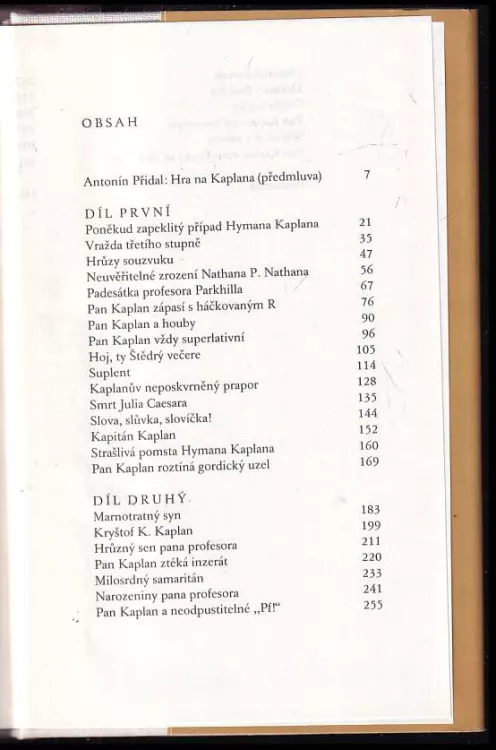 OBSAH
Antonín Přidal: Hra na Kaplana (předmluva) 7
DÍL PRVNÍ
Poněkud zapeklitý případ Hymana Kaplana 21
Vražda třetího stupně 35
Hrůzy souzvuku 47
Neuvěřitelné zrození Nathana P. Nathana 56
Padesátka profesora Parkhilla 67
Pan Kaplan zápasí s háčkovaným R 76
Pan Kaplan a houby 90
Pan Kaplan vždy superlativní 96
Hoj, ty Štědrý večere 105
Suplent 114
Kaplanův neposkvrněný prapor 128
Smrt Julia Caesara 135
Slova, slůvka, slovíčka! 144
Kapitán Kaplan 152
Strašlivá pomsta Hymana Kaplana 160
Pan Kaplan roztíná gordický uzel 169
DÍL DRUHÝ
Marnotratný syn 183
Kryštof K. Kaplan 199
Hrůzný sen pana profesora 211
Pan Kaplan ztéká inzerát 220
Milosrdný samaritán 233
Narozeniny pana profesora 241
Pan Kaplan a neodpustitelné „Pf!“ 255